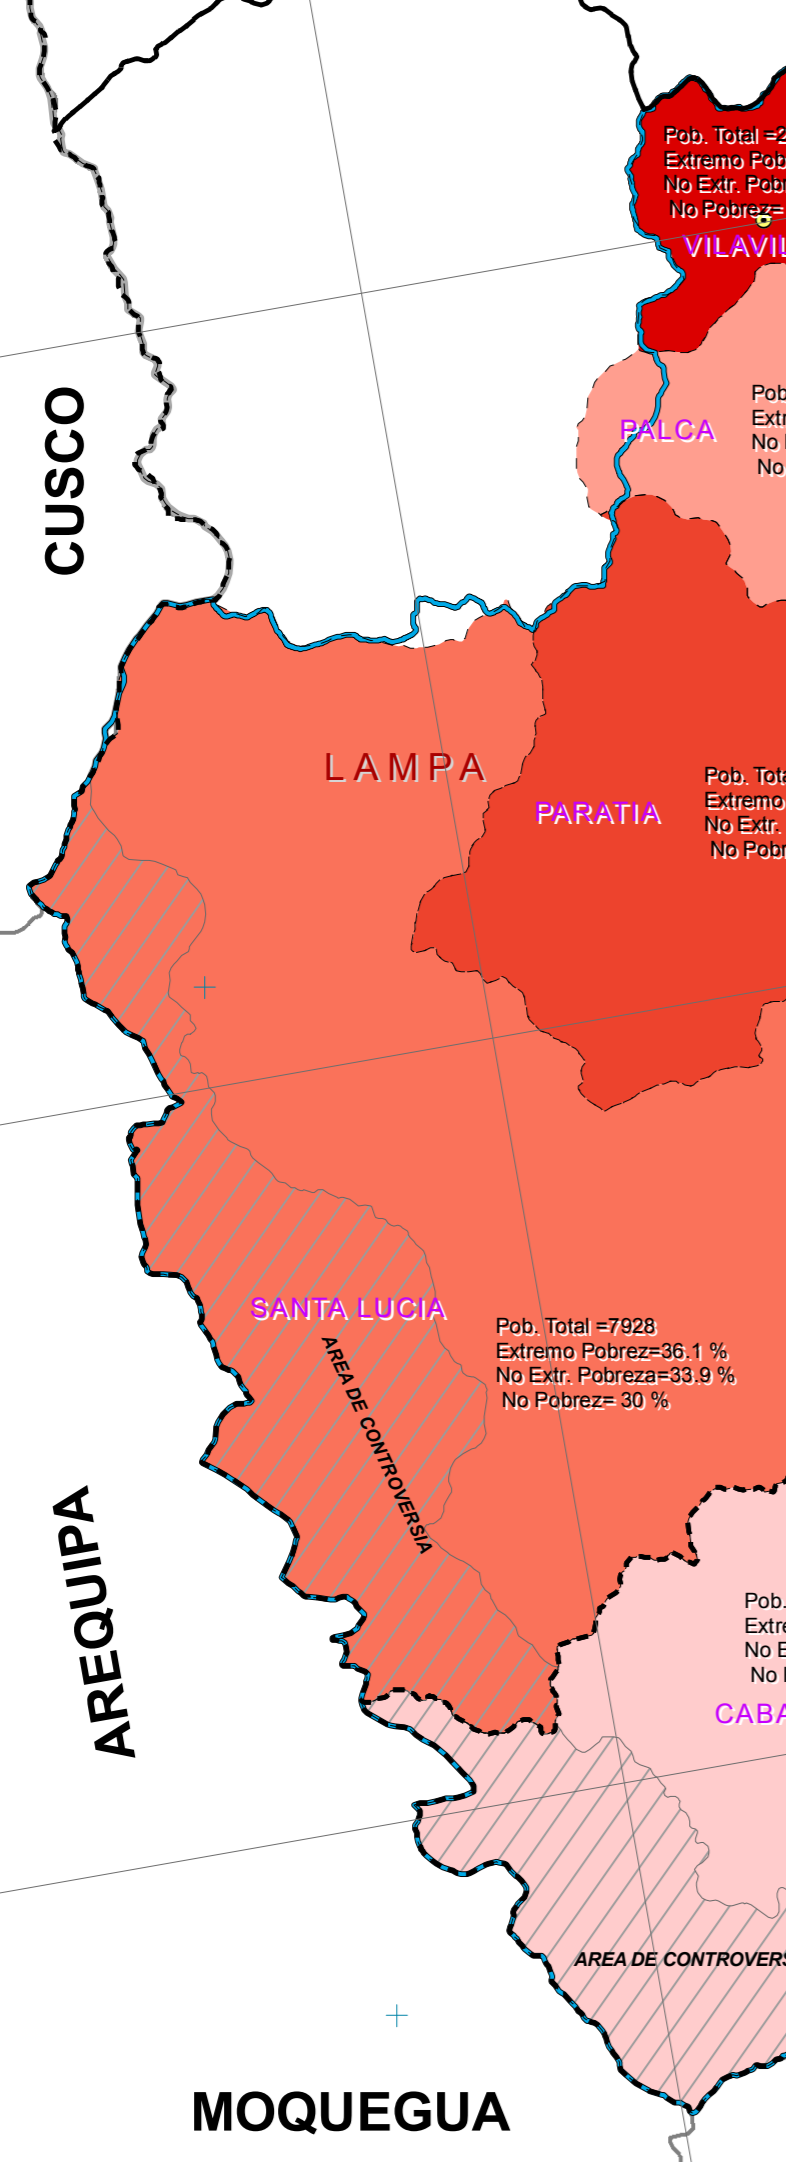 Pob. Total =2
Extremo Pob
No Extr. Pob
No Pobrez=
VILAVIL
CUSCO
PALCA
Pob
Extr
No
No
LAMPA
PARATIA
Pob. Tota
Extremo
No Extr.
No Pobr
SANTA LUCIA
Pob. Total =7928
Extremo Pobrez=36.1 %
No Extr. Pobreza=33.9 %
No Pobrez= 30 %
AREA DE CONTROVERSIA
AREQUIPA
Pob.
Extre
No E
No
CABA
AREA DE CONTROVERS
MOQUEGUA